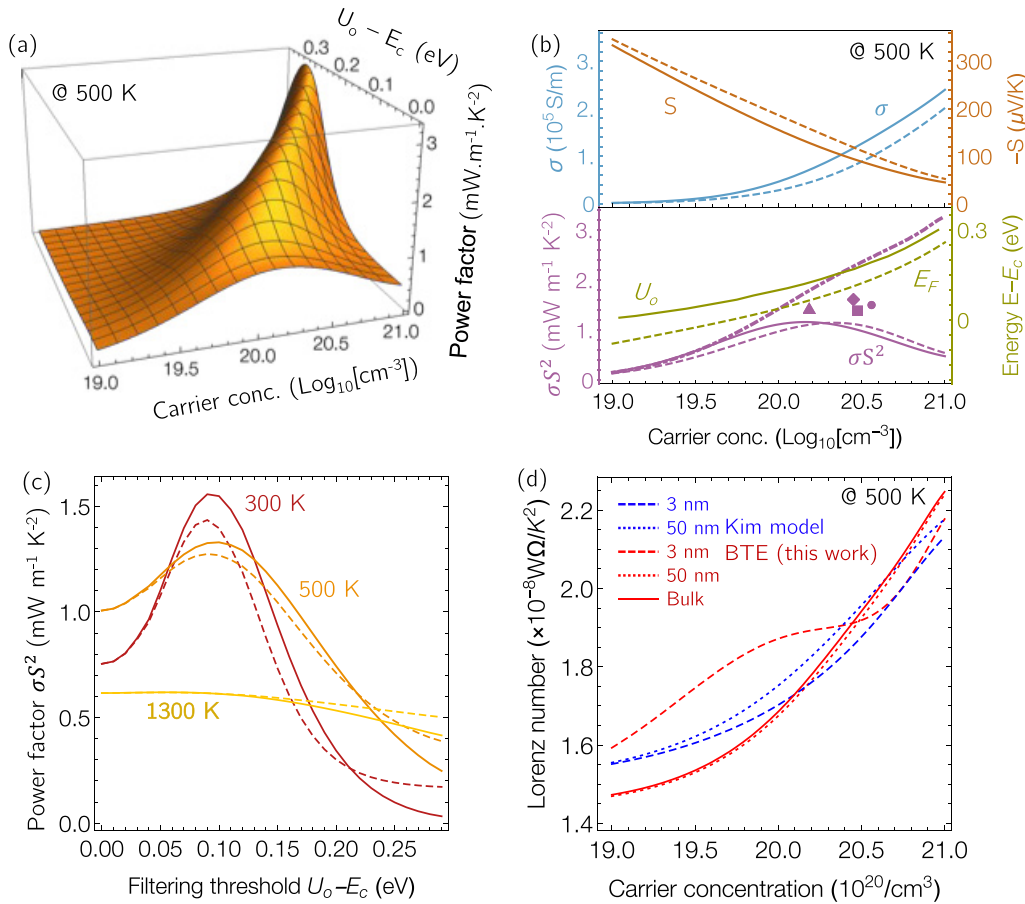 (a)
@ 500 K
U₀ – E_c (eV)
0.3
0.2
0.1
0.0
3
2
1
0
Power factor (mW.m⁻¹.K⁻²)
19.0
19.5
20.0
20.5
21.0
Carrier conc. (Log₁₀[cm⁻³])
(b)
@ 500 K
3.
2.
1.
0
σ (10⁵ S/m)
S
σ
300
200
100
0
–S (μV/K)
3.
2.
1.
0
σS² (mW m⁻¹ K⁻²)
U₀
E_F
σS²
0.3
0
Energy E–E_c (eV)
19.0 19.5 20.0 20.5 21.0
Carrier conc. (Log₁₀[cm⁻³])
(c)
1.5
1.0
0.5
0.0
Power factor σS² (mW m⁻¹ K⁻²)
300 K
500 K
1300 K
0.00 0.05 0.10 0.15 0.20 0.25
Filtering threshold U₀–E_c (eV)
(d)
@ 500 K
3 nm
50 nm Kim model
3 nm BTE (this work)
50 nm
Bulk
2.2
2.0
1.8
1.6
1.4
Lorenz number (×10⁻⁸WΩ/K²)
19.0 19.5 20.0 20.5 21.0
Carrier concentration (10²⁰/cm³)